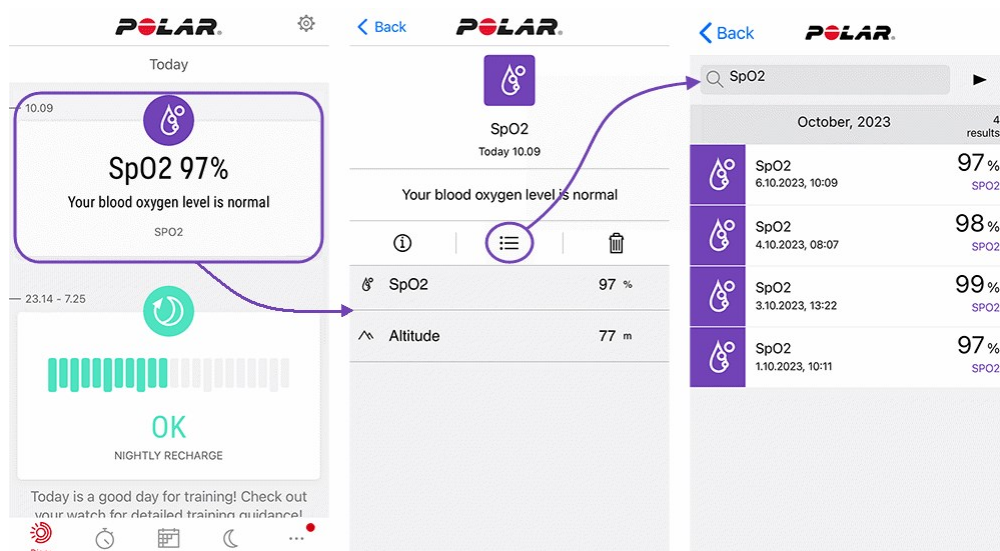 POLAR.
Today
10.09
SpO2 97%
Your blood oxygen level is normal
SPO2
23.14 - 7.25
OK
NIGHTLY RECHARGE
Today is a good day for training! Check out
your watch for detailed training guidance!
Back
POLAR.
SpO2
Today 10.09
Your blood oxygen level is normal
SpO2 97 %
Altitude 77 m
Back
POLAR.
SpO2
October, 2023
4
results
SpO2
6.10.2023, 10:09
97 %
SPO2
SpO2
4.10.2023, 08:07
98 %
SPO2
SpO2
3.10.2023, 13:22
99 %
SPO2
SpO2
1.10.2023, 10:11
97 %
SPO2